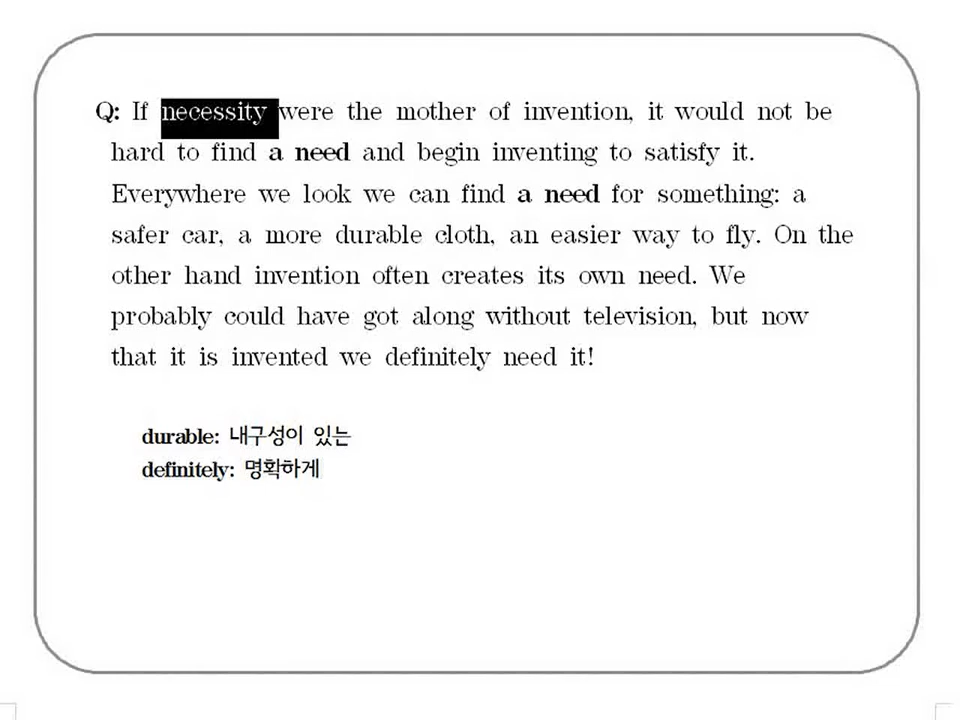 Q: If necessity were the mother of invention, it would not be
hard to find a need and begin inventing to satisfy it.
Everywhere we look we can find a need for something: a
safer car, a more durable cloth, an easier way to fly. On the
other hand invention often creates its own need. We
probably could have got along without television, but now
that it is invented we definitely need it!
durable: 내구성이 있는
definitely: 명확하게